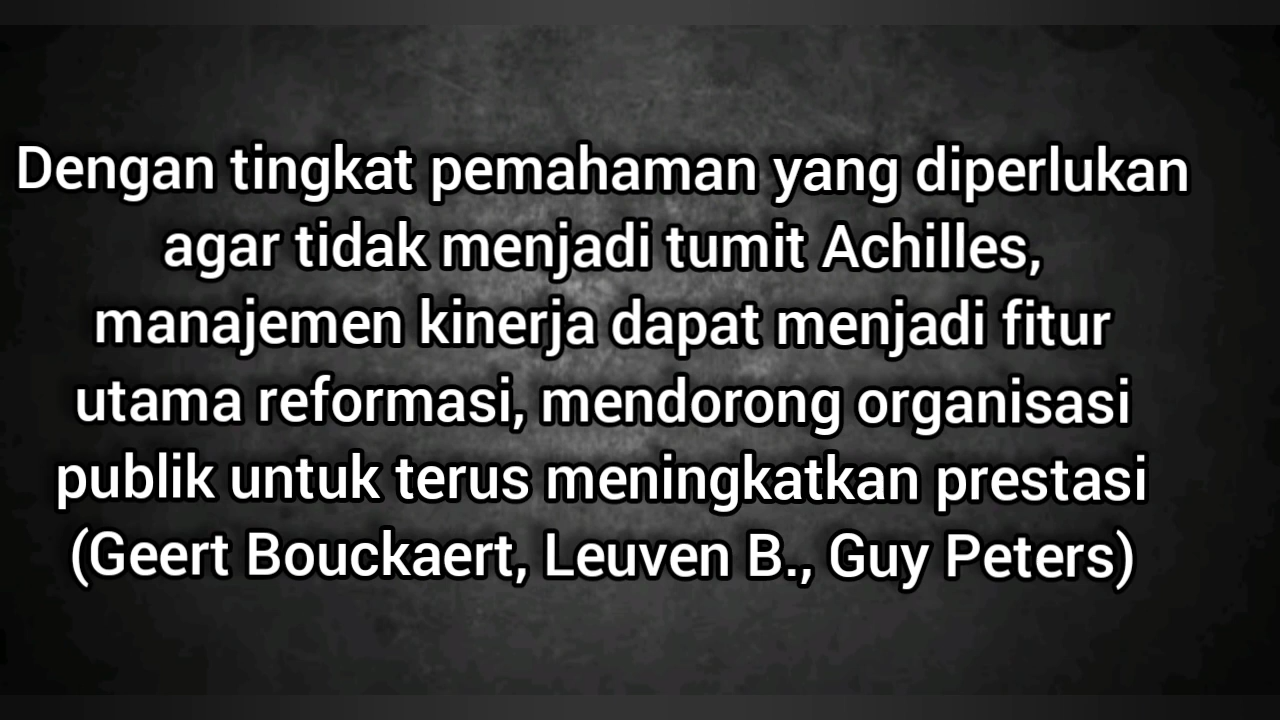 Dengan tingkat pemahaman yang diperlukan
agar tidak menjadi tumit Achilles,
manajemen kinerja dapat menjadi fitur
utama reformasi, mendorong organisasi
publik untuk terus meningkatkan prestasi
(Geert Bouckaert, Leuven B., Guy Peters)